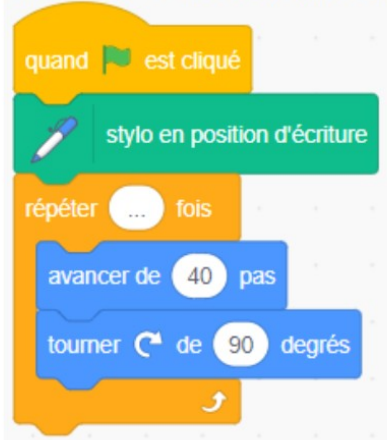 quand est cliqué
stylo en position d'écriture
répéter ... fois
avancer de 40 pas
tourner de 90 degrés